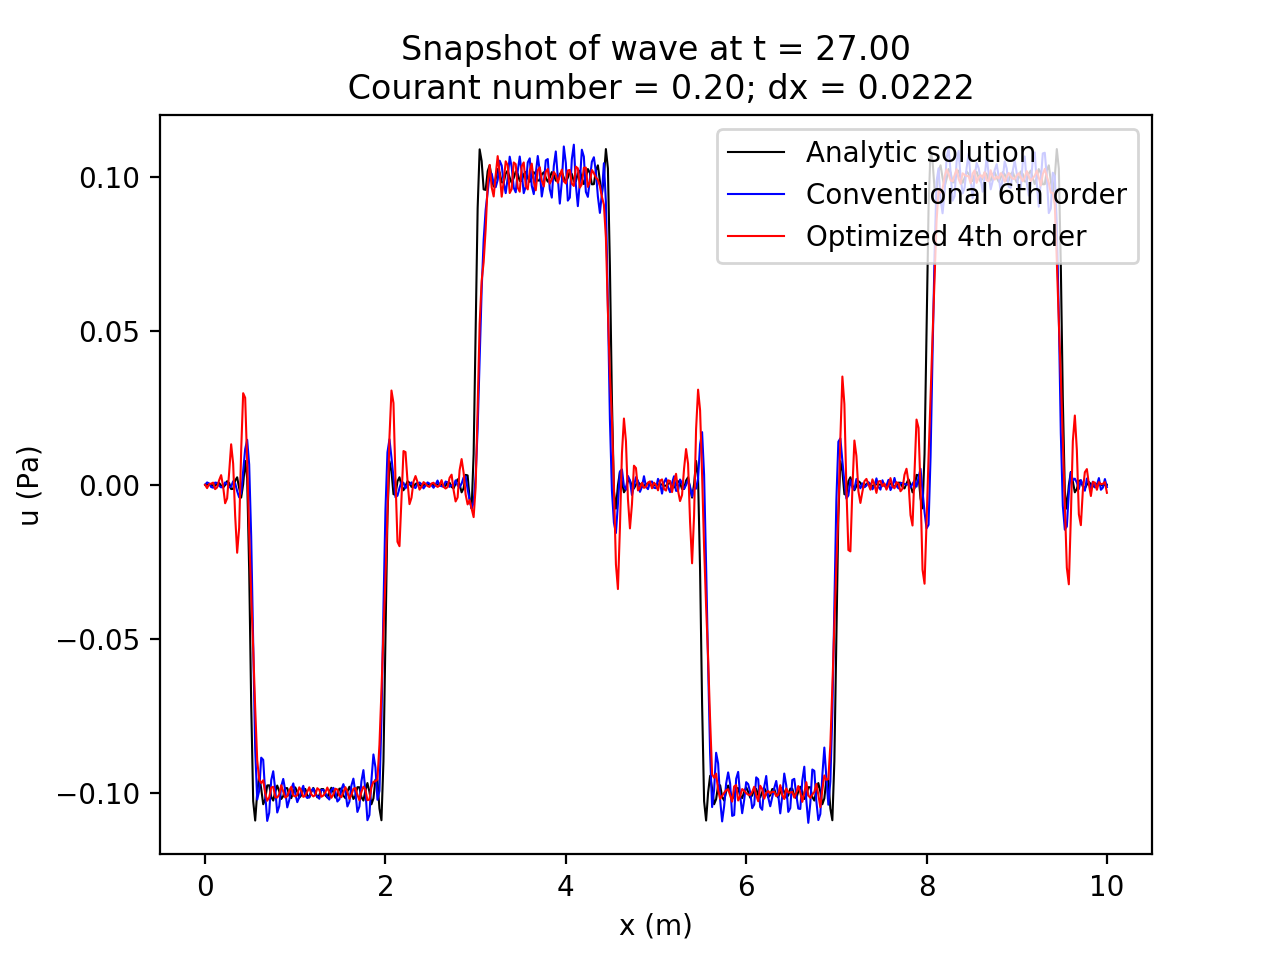 Snapshot of wave at t = 27.00
Courant number = 0.20; dx = 0.0222
Analytic solution
Conventional 6th order
Optimized 4th order
0.10
0.05
0.00
−0.05
−0.10
u (Pa)
0 2 4 6 8 10
x (m)